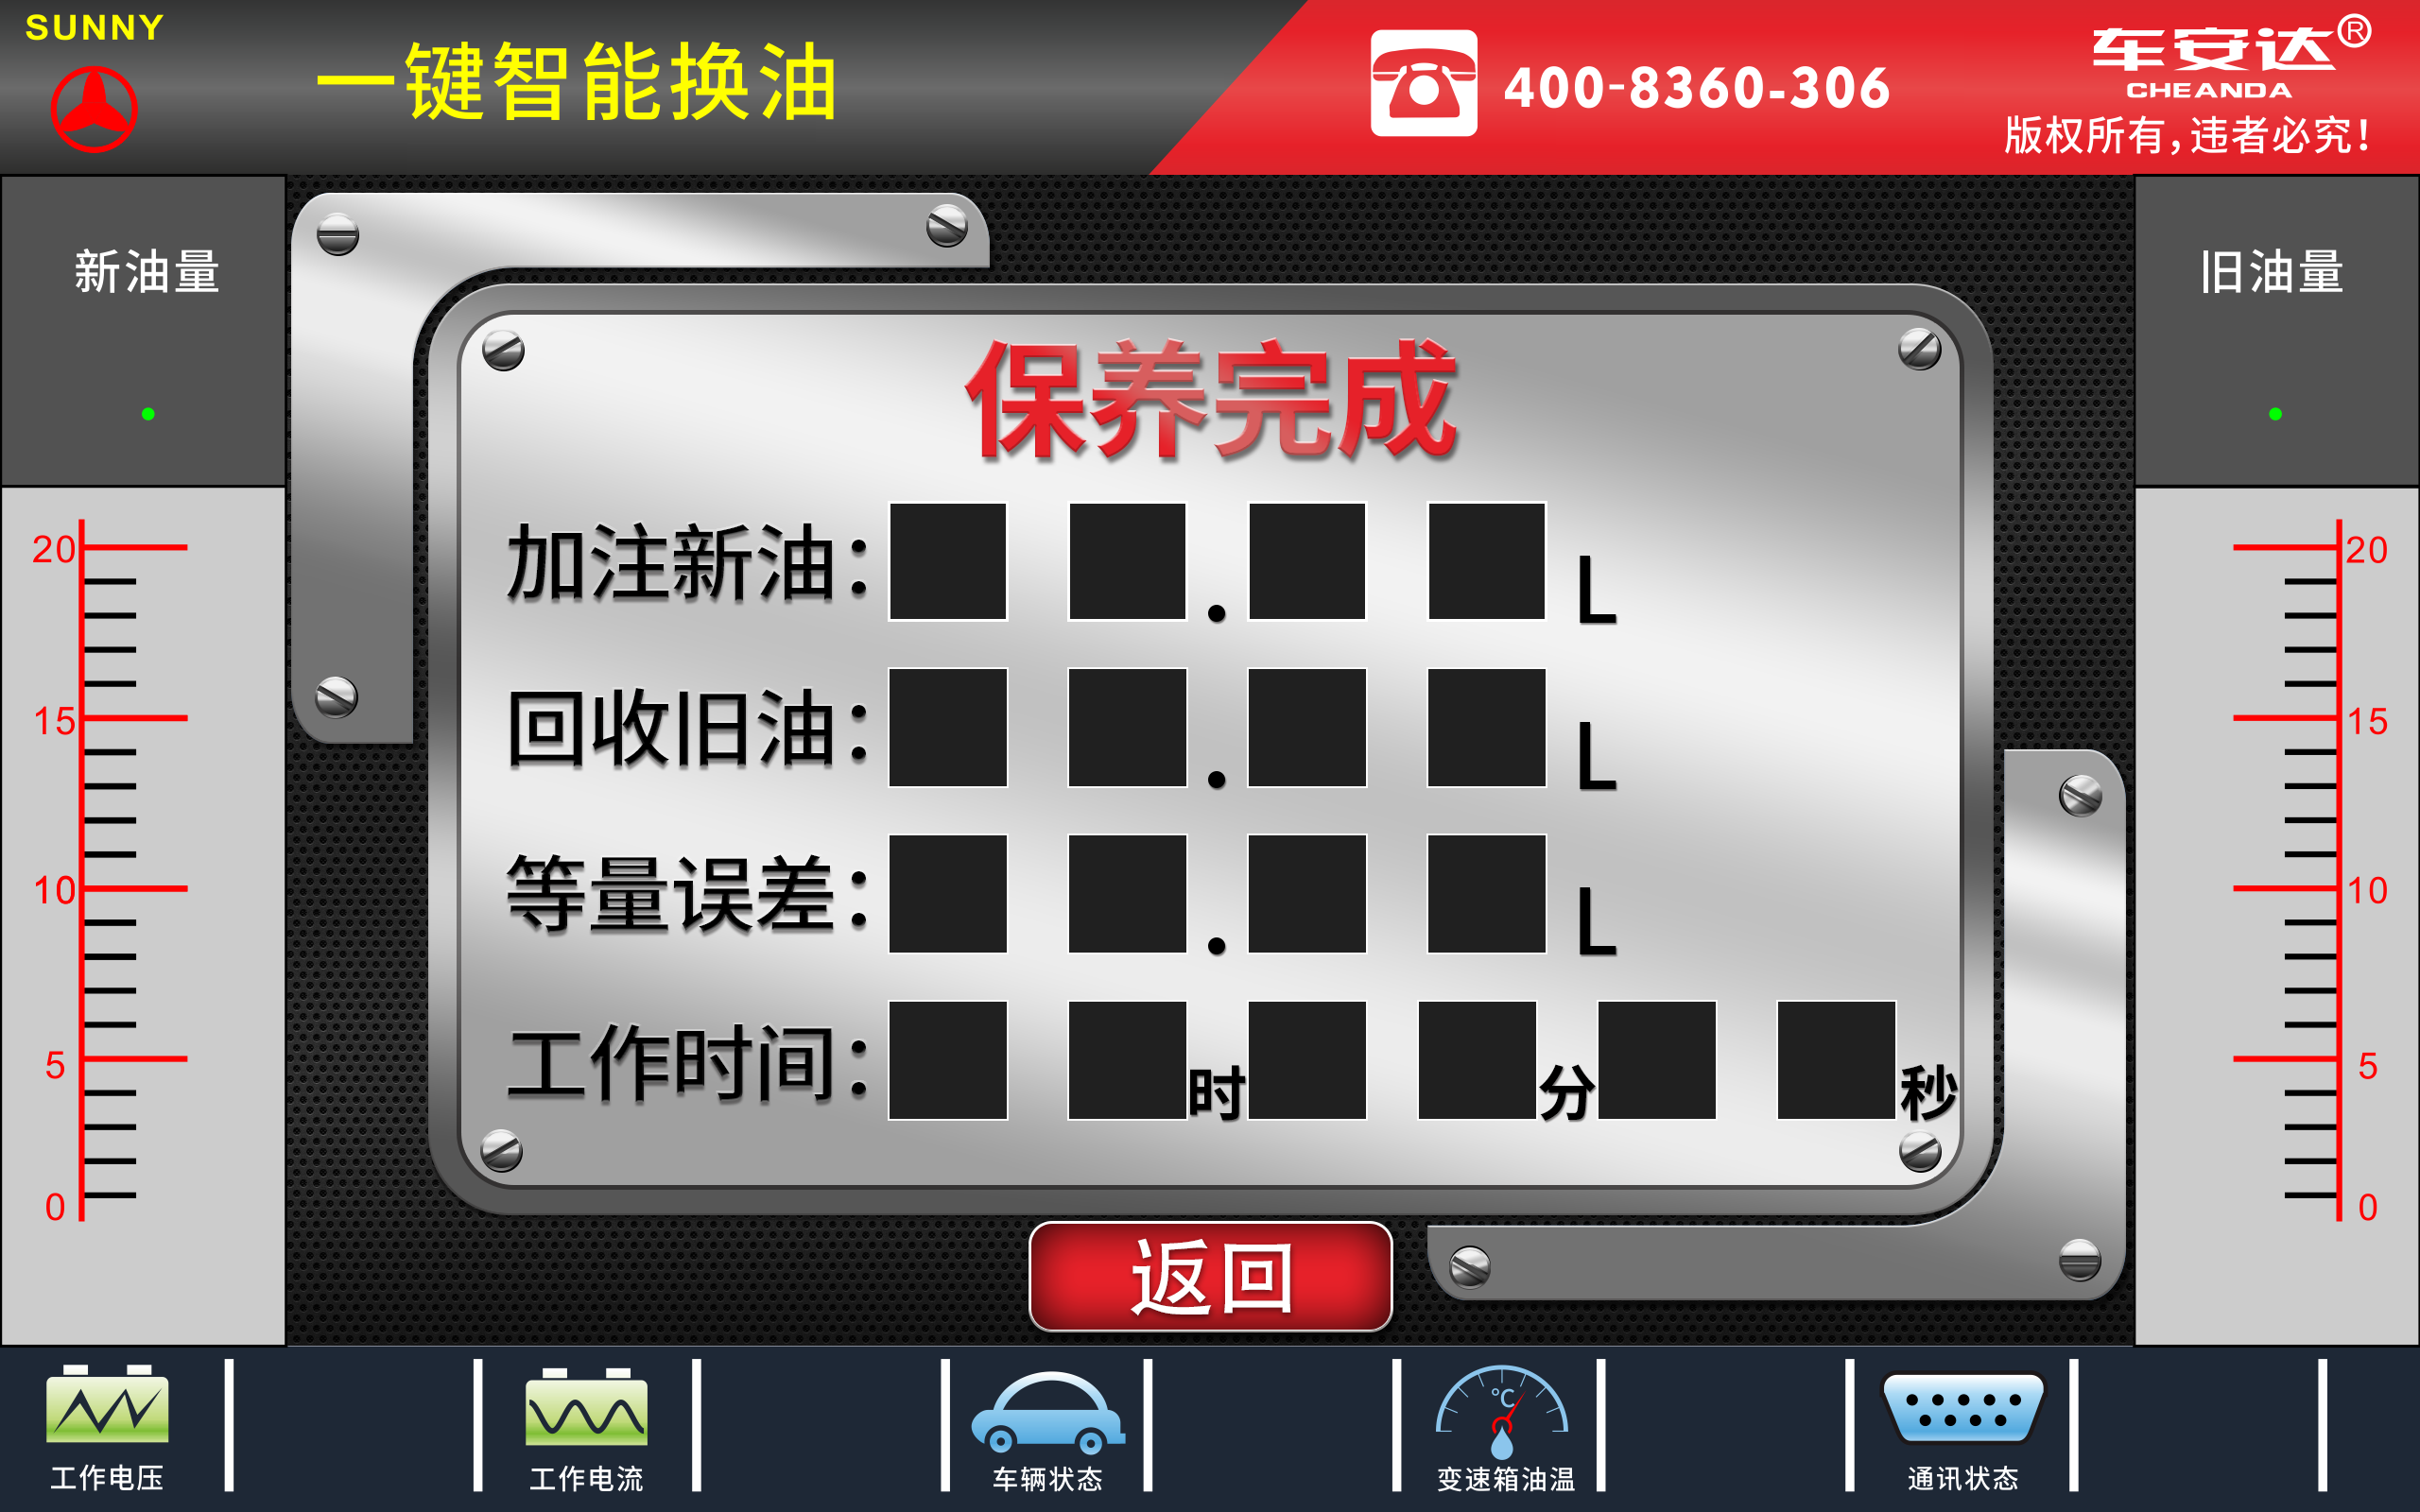 SUNNY
一键智能换油
400-8360-306
车安达®
CHEANDA
版权所有,违者必究!
新油量
旧油量
保养完成
加注新油: . L
回收旧油: . L
等量误差: . L
工作时间: 时 分 秒
20
15
10
5
0
20
15
10
5
0
返回
工作电压
工作电流
车辆状态
°C
变速箱油温
通讯状态